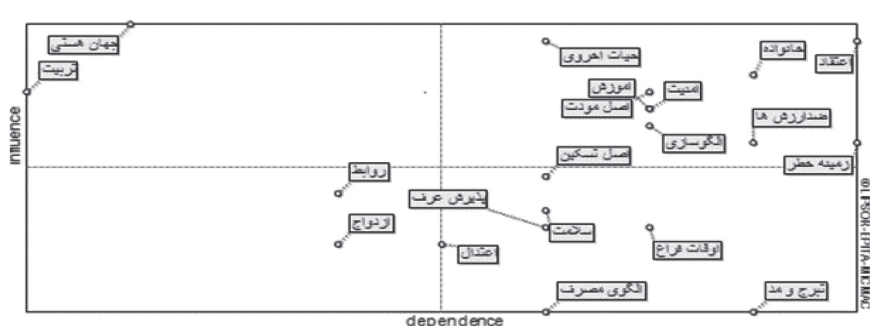 جهان هستی
تربیت
حیات اخروی
خانواده
اعتقاد
اموزش
امنیت
اصل مودت
ضدارزش ها
الگوسازی
اصل تسکین
زمینه خطر
روابط
پذیرش عرف
سلامت
ازدواج
اعتدال
اوقات فراغ
الگوی مصرف
تبرج و مد
influence
dependence
@LIPSOR-EPITA-MICMAC